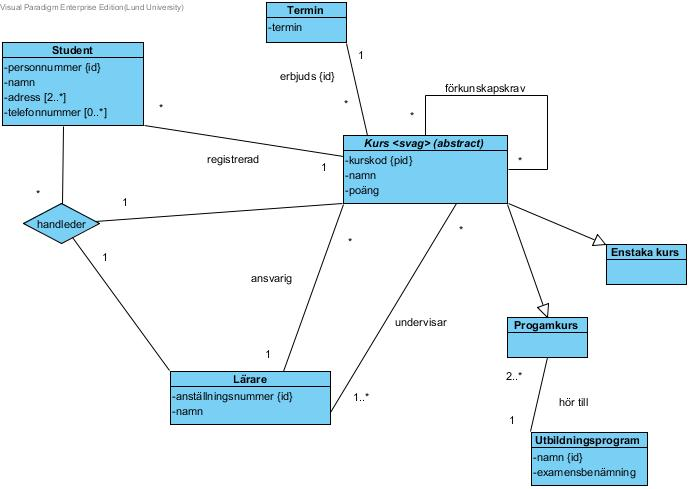 Visual Paradigm Enterprise Edition(Lund University)
Termin
-termin
Student
-personnummer {id}
-namn
-adress [2..*]
-telefonnummer [0..*]
1
erbjuds {id}
*
*
förkunskapskrav
*
*
registrerad
1
Kurs <svag> (abstract)
-kurskod {pid}
-namn
-poäng
*
1
handleder
1
*
*
ansvarig
1
undervisar
1..*
Enstaka kurs
Progamkurs
2..*
hör till
1
Lärare
-anställningsnummer {id}
-namn
Utbildningsprogram
-namn {id}
-examensbenämning